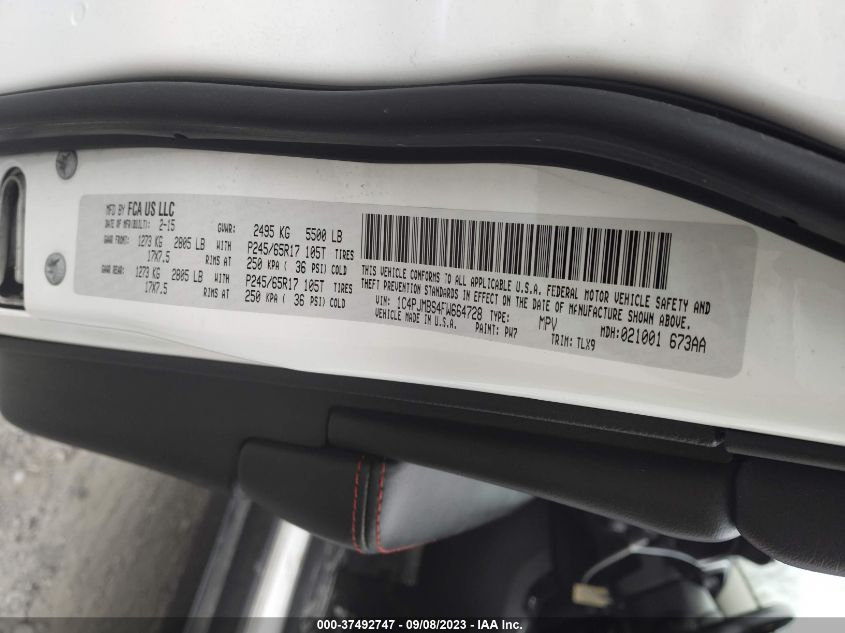 MFD BY FCA US LLC
DATE OF MFR(BUILT): 2-15 GVWR: 2495 KG 5500 LB
GAWR FRONT: 1273 KG 2805 LB WITH P245/65R17 105T TIRES
17X7.5 RIMS AT 250 KPA ( 36 PSI) COLD
GAWR REAR: 1273 KG 2805 LB WITH P245/65R17 105T TIRES
17X7.5 RIMS AT 250 KPA ( 36 PSI) COLD
THIS VEHICLE CONFORMS TO ALL APPLICABLE U.S.A. FEDERAL MOTOR VEHICLE SAFETY AND
THEFT PREVENTION STANDARDS IN EFFECT ON THE DATE OF MFNUFACTURE SHOWN ABOVE.
VIN: 1C4PJMBS4FW664728 TYPE: MPV MDH:021001 673AA
VEHICLE MADE IN U.S.A. PAINT: PW7 TRIM: TLX9
000-37492747 - 09/08/2023 - IAA Inc.